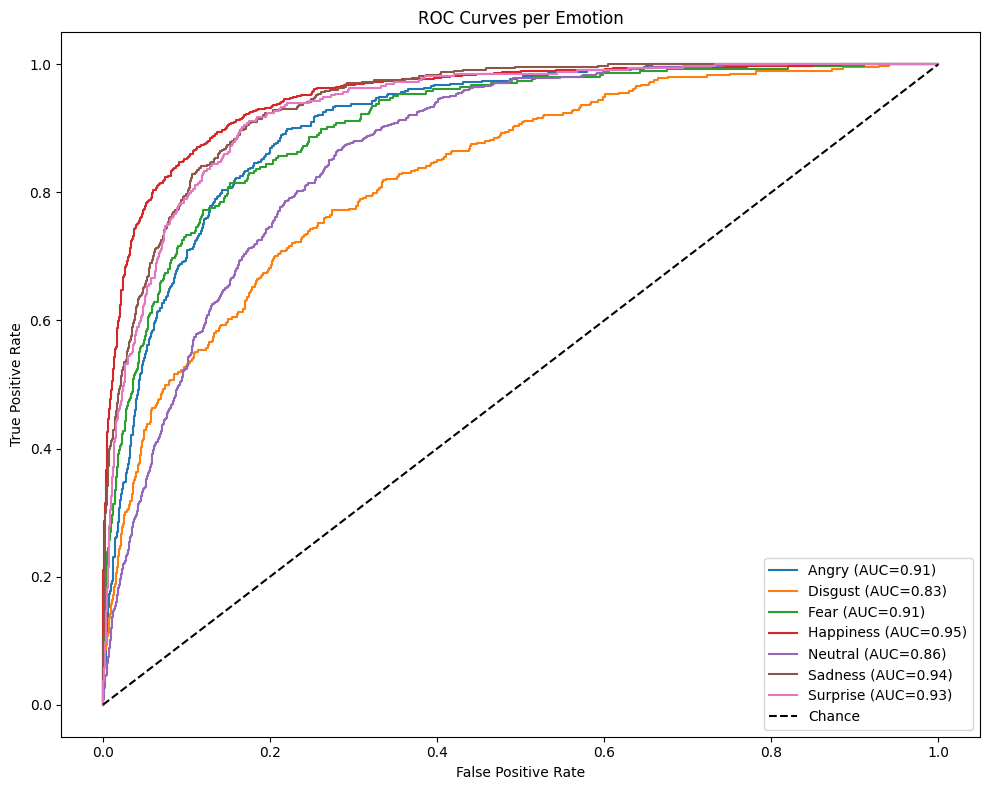 ROC Curves per Emotion
True Positive Rate
1.0
0.8
0.6
0.4
0.2
0.0
Angry (AUC=0.91)
Disgust (AUC=0.83)
Fear (AUC=0.91)
Happiness (AUC=0.95)
Neutral (AUC=0.86)
Sadness (AUC=0.94)
Surprise (AUC=0.93)
Chance
0.0 0.2 0.4 0.6 0.8 1.0
False Positive Rate